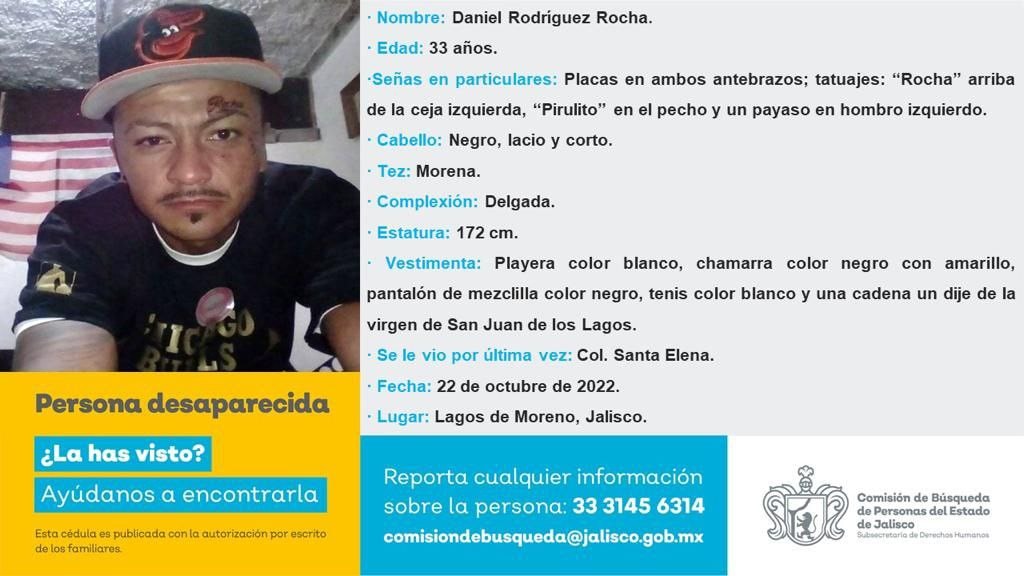 Rocha
CHICAGO
BULLS
Persona desaparecida
¿La has visto?
Ayúdanos a encontrarla
Esta cédula es publicada con la autorización por escrito
de los familiares.
· Nombre: Daniel Rodríguez Rocha.
· Edad: 33 años.
·Señas en particulares: Placas en ambos antebrazos; tatuajes: “Rocha” arriba
de la ceja izquierda, “Pirulito” en el pecho y un payaso en hombro izquierdo.
· Cabello: Negro, lacio y corto.
· Tez: Morena.
· Complexión: Delgada.
· Estatura: 172 cm.
· Vestimenta: Playera color blanco, chamarra color negro con amarillo,
pantalón de mezclilla color negro, tenis color blanco y una cadena un dije de la
virgen de San Juan de los Lagos.
· Se le vio por última vez: Col. Santa Elena.
· Fecha: 22 de octubre de 2022.
· Lugar: Lagos de Moreno, Jalisco.
Reporta cualquier información
sobre la persona: 33 3145 6314
comisiondebusqueda@jalisco.gob.mx
Comisión de Búsqueda
de Personas del Estado
de Jalisco
Subsecretaría de Derechos Humanos